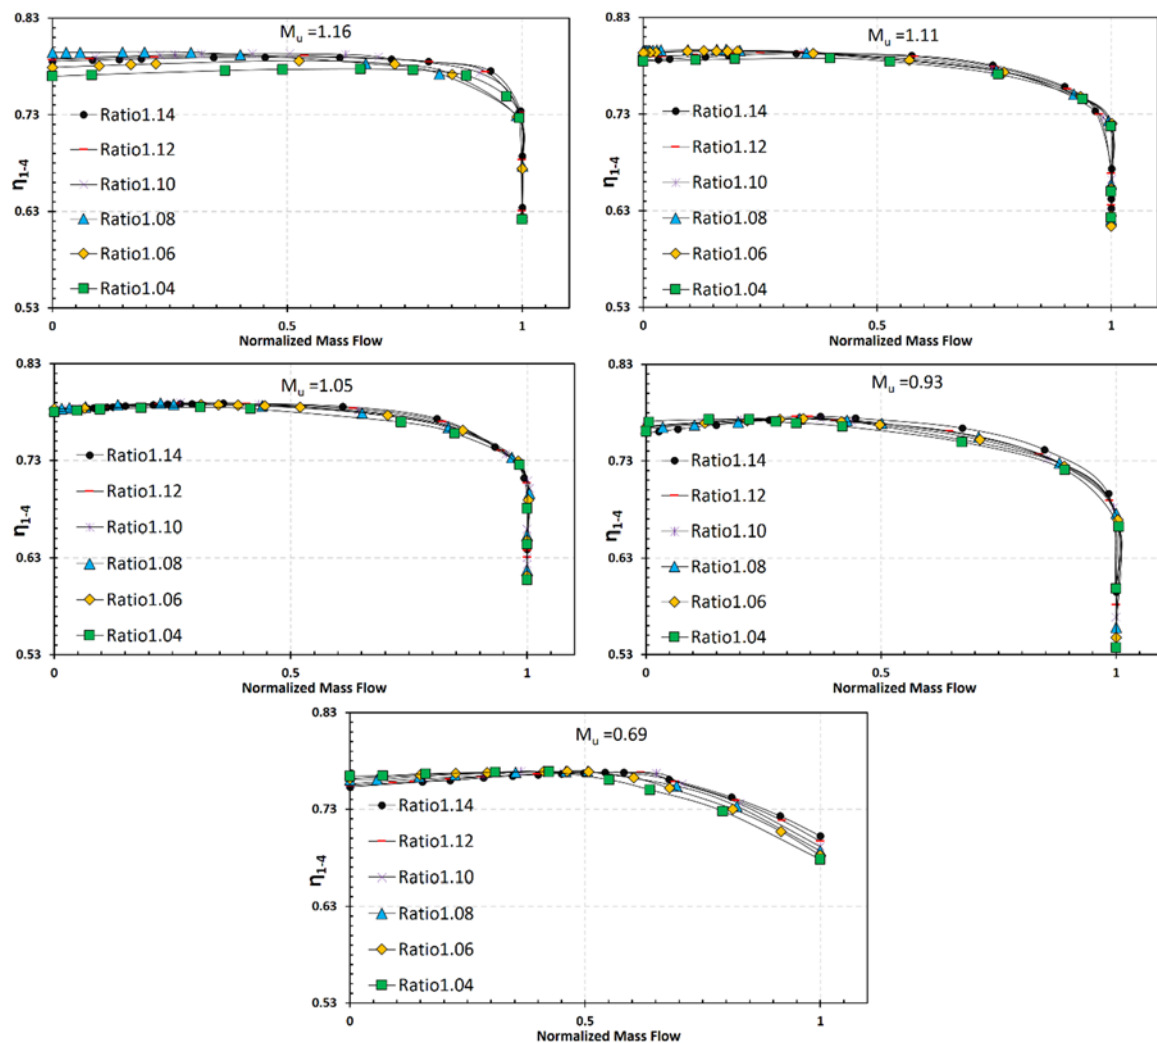 M_u =1.16
0.83
0.73
0.63
0.53
η_1-4
Ratio1.14
Ratio1.12
Ratio1.10
Ratio1.08
Ratio1.06
Ratio1.04
0 0.5 1
Normalized Mass Flow
M_u =1.11
0.83
0.73
0.63
0.53
η_1-4
Ratio1.14
Ratio1.12
Ratio1.10
Ratio1.08
Ratio1.06
Ratio1.04
0 0.5 1
Normalized Mass Flow
M_u =1.05
0.83
0.73
0.63
0.53
η_1-4
Ratio1.14
Ratio1.12
Ratio1.10
Ratio1.08
Ratio1.06
Ratio1.04
0 0.5 1
Normalized Mass Flow
M_u =0.93
0.83
0.73
0.63
0.53
η_1-4
Ratio1.14
Ratio1.12
Ratio1.10
Ratio1.08
Ratio1.06
Ratio1.04
0 0.5 1
Normalized Mass Flow
M_u =0.69
0.83
0.73
0.63
0.53
η_1-4
Ratio1.14
Ratio1.12
Ratio1.10
Ratio1.08
Ratio1.06
Ratio1.04
0 0.5 1
Normalized Mass Flow